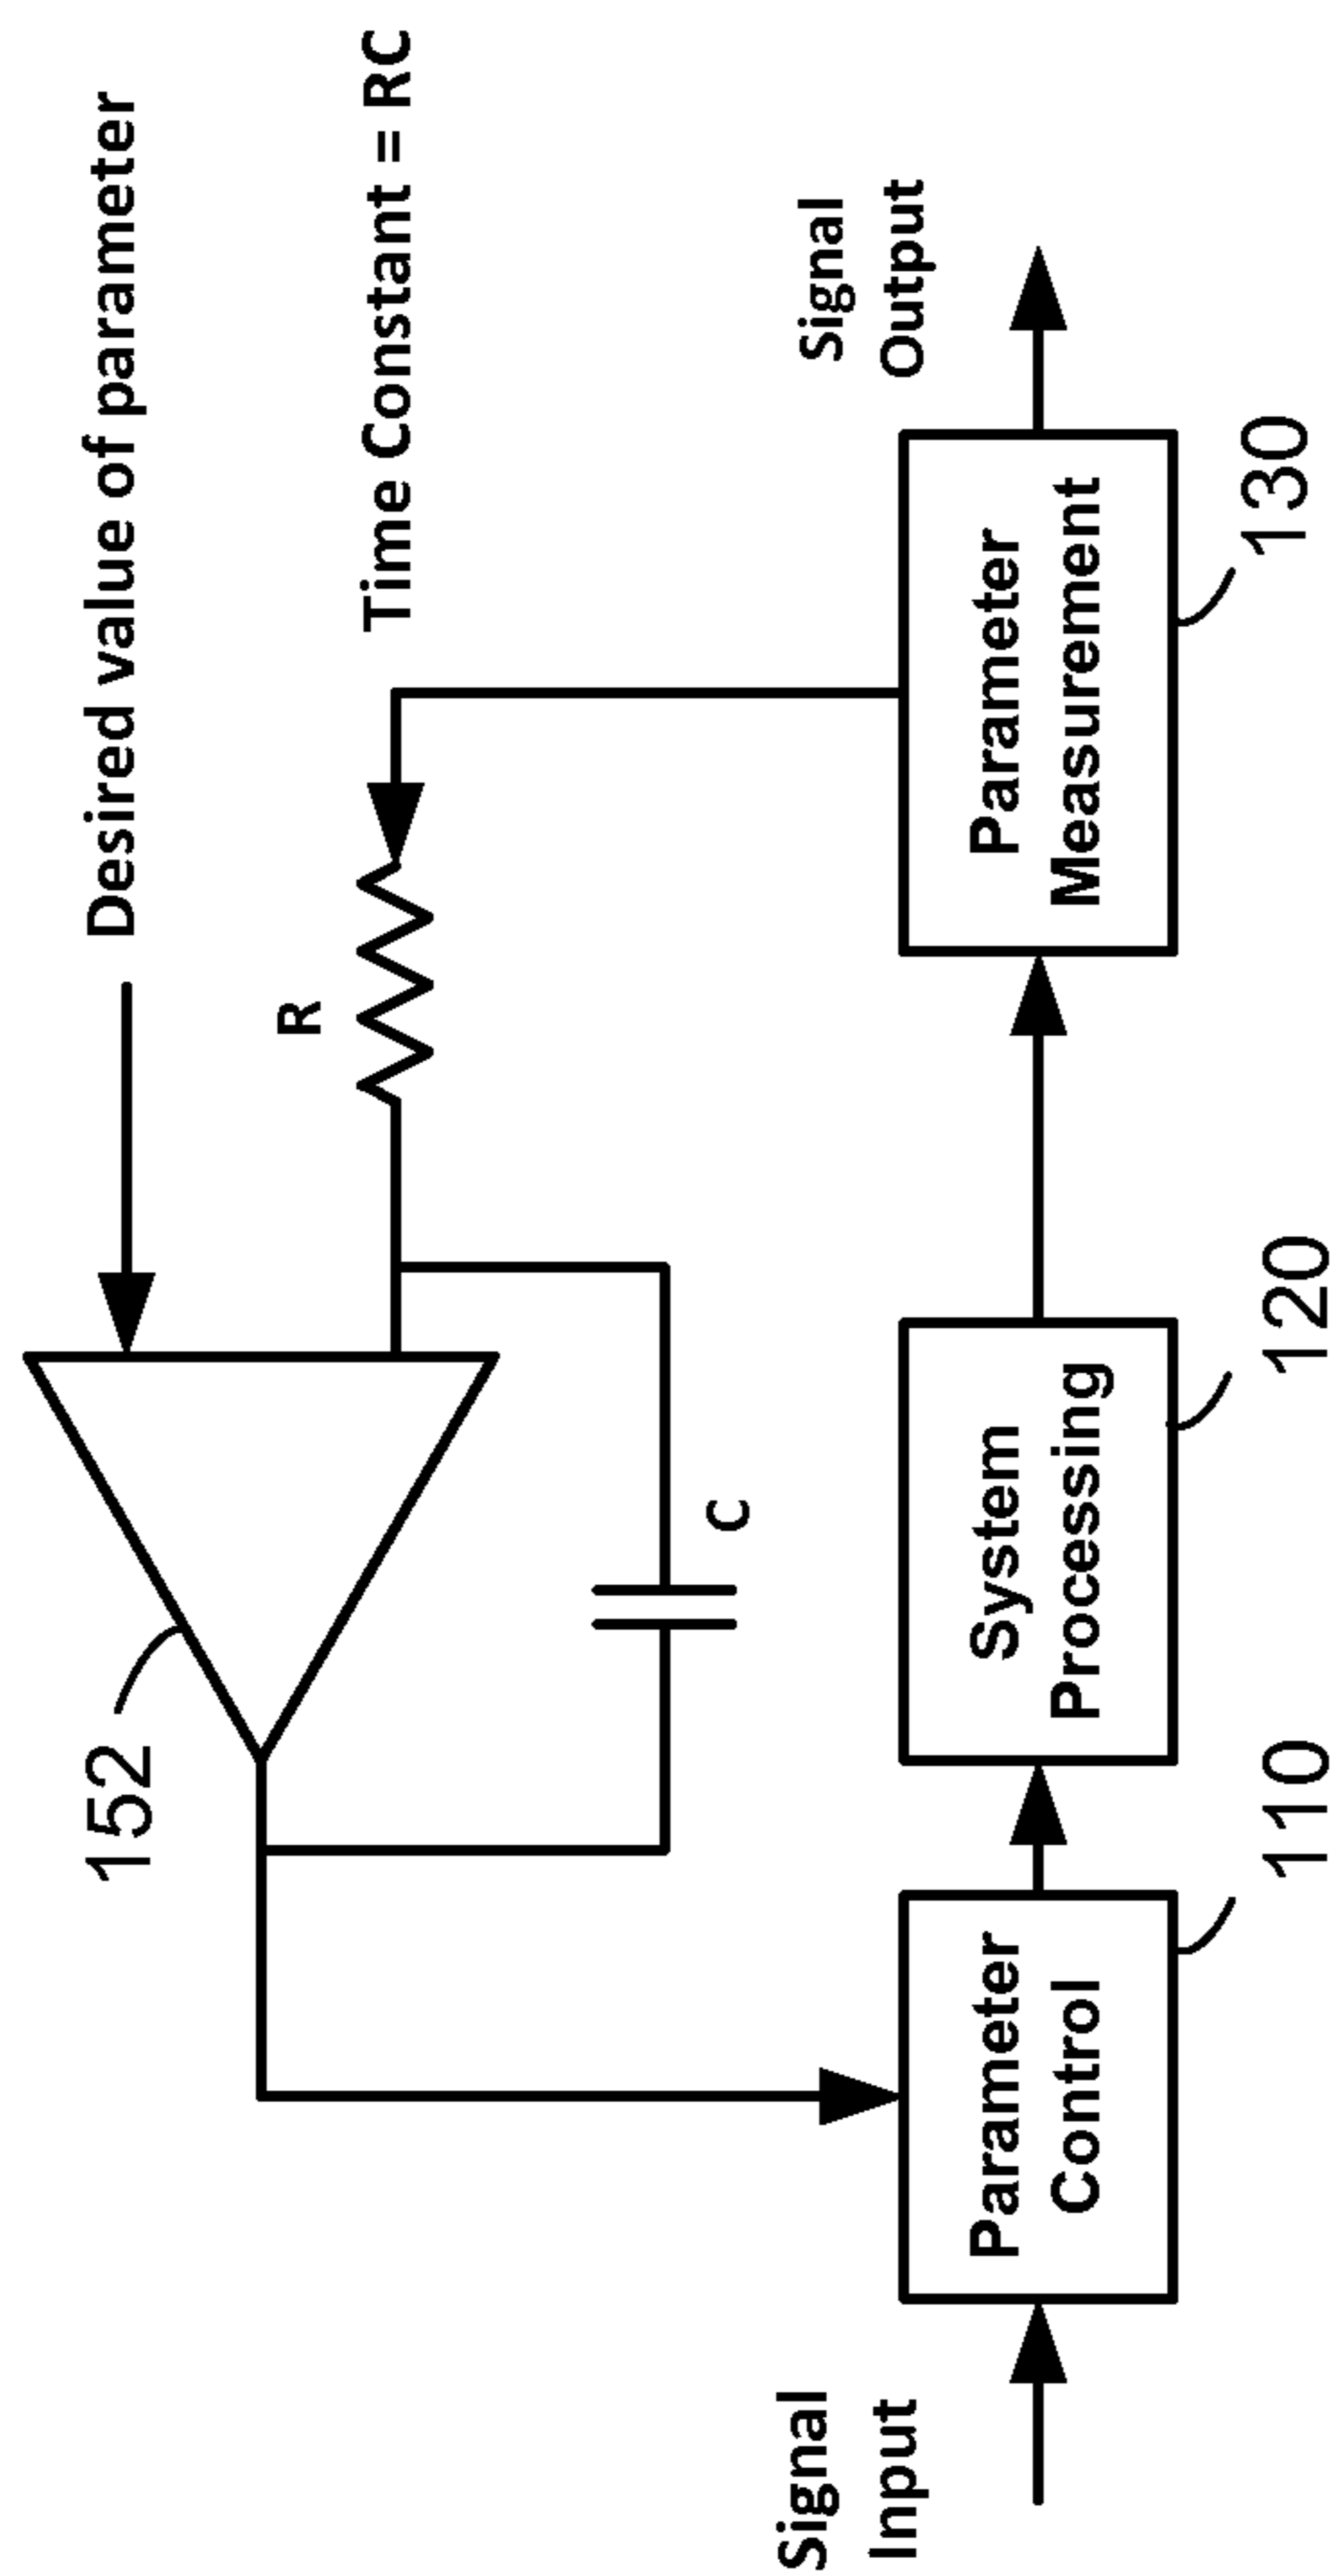 Desired value of parameter
Time Constant = RC
R
152
C
Signal
Input
Parameter
Control
110
System
Processing
120
Parameter
Measurement
130
Signal
Output